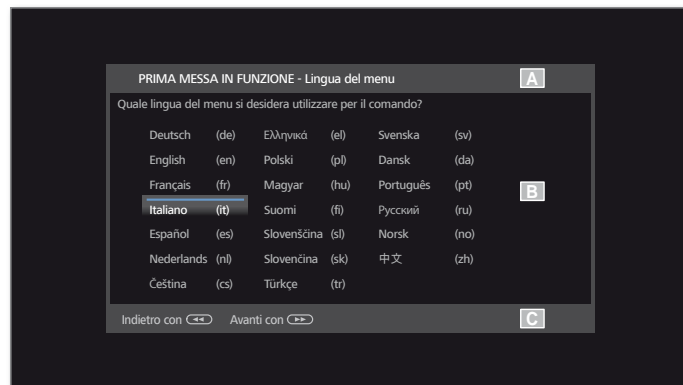 PRIMA MESSA IN FUNZIONE - Lingua del menu A
Quale lingua del menu si desidera utilizzare per il comando?
Deutsch (de) Ελληνικά (el) Svenska (sv)
English (en) Polski (pl) Dansk (da)
Français (fr) Magyar (hu) Português (pt) B
Italiano (it) Suomi (fi) Русский (ru)
Español (es) Slovenščina (sl) Norsk (no)
Nederlands (nl) Slovenčina (sk) 中文 (zh)
Čeština (cs) Türkçe (tr)
Indietro con Avanti con C